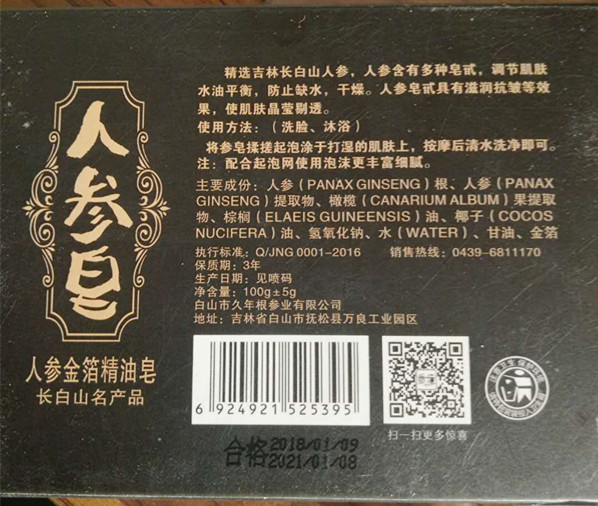 人参皂
人参金箔精油皂
长白山名产品
精选吉林长白山人参，人参含有多种皂甙，调节肌肤
水油平衡，防止缺水，干燥。人参皂甙具有滋润抗皱等效
果，使肌肤晶莹剔透。
使用方法：（洗脸、沐浴）
将参皂揉搓起泡涂于打湿的肌肤上，按摩后清水洗净即可。
注：配合起泡网使用泡沫更丰富细腻。
主要成份：人参（PANAX GINSENG）根、人参（PANAX
GINSENG）提取物、橄榄（CANARIUM ALBUM）果提取
物、棕榈（ELAEIS GUINEENSIS）油、椰子（COCOS
NUCIFERA）油、氢氧化钠、水（WATER）、甘油、金箔
执行标准：Q/JNG 0001-2016 销售热线：0439-6811170
保质期：3年
生产日期：见喷码
净含量：100g±5g
白山市久年根参业有限公司
地址：吉林省白山市抚松县万良工业园区
6 924921 525395
扫一扫更多惊喜
合格 2018/01/09
2021/01/08